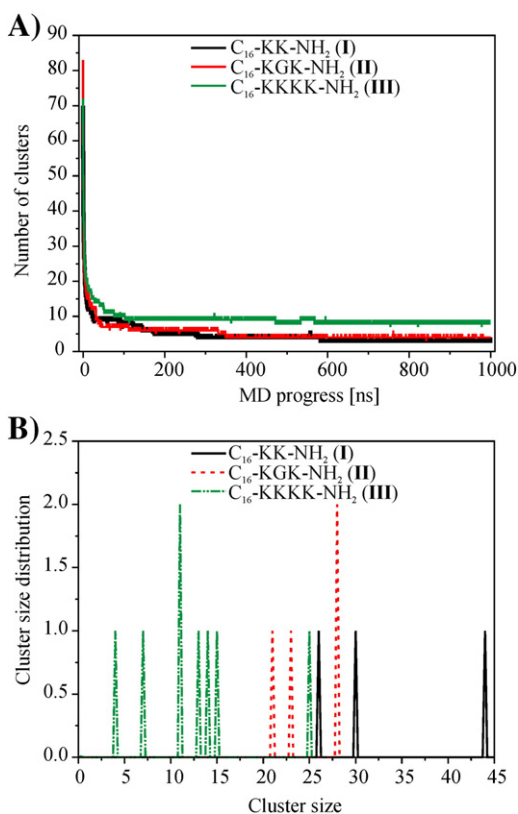 A)
C₁₆-KK-NH₂ (I)
C₁₆-KGK-NH₂ (II)
C₁₆-KKKK-NH₂ (III)
Number of clusters
90
80
70
60
50
40
30
20
10
0
0 200 400 600 800 1000
MD progress [ns]
B)
C₁₆-KK-NH₂ (I)
C₁₆-KGK-NH₂ (II)
C₁₆-KKKK-NH₂ (III)
Cluster size distribution
2.5
2.0
1.5
1.0
0.5
0.0
0 5 10 15 20 25 30 35 40 45
Cluster size